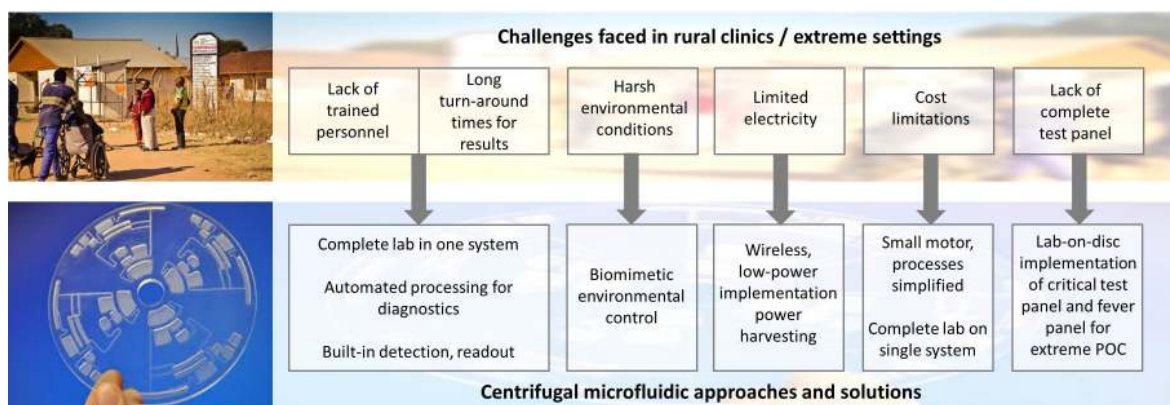 Challenges faced in rural clinics / extreme settings
Lack of
trained
personnel
Long
turn-around
times for
results
Harsh
environmental
conditions
Limited
electricity
Cost
limitations
Lack of
complete
test panel
Complete lab in one system
Automated processing for
diagnostics
Built-in detection, readout
Biomimetic
environmental
control
Wireless,
low-power
implementation
power
harvesting
Small motor,
processes
simplified
Complete lab on
single system
Lab-on-disc
implementation
of critical test
panel and fever
panel for
extreme POC
Centrifugal microfluidic approaches and solutions